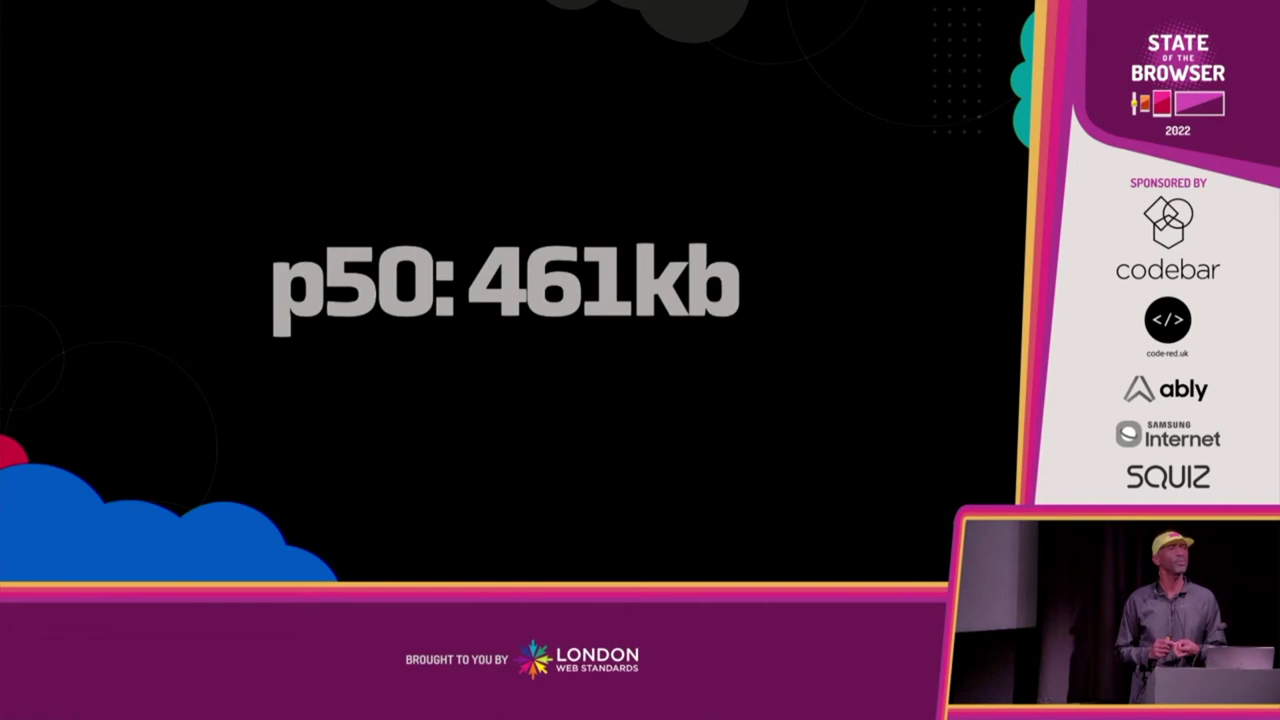 p50: 461kb
STATE
OF THE
BROWSER
2022
SPONSORED BY
codebar
</>
code-red.uk
ably
SAMSUNG
Internet
SQUIZ
BROUGHT TO YOU BY
LONDON
WEB STANDARDS